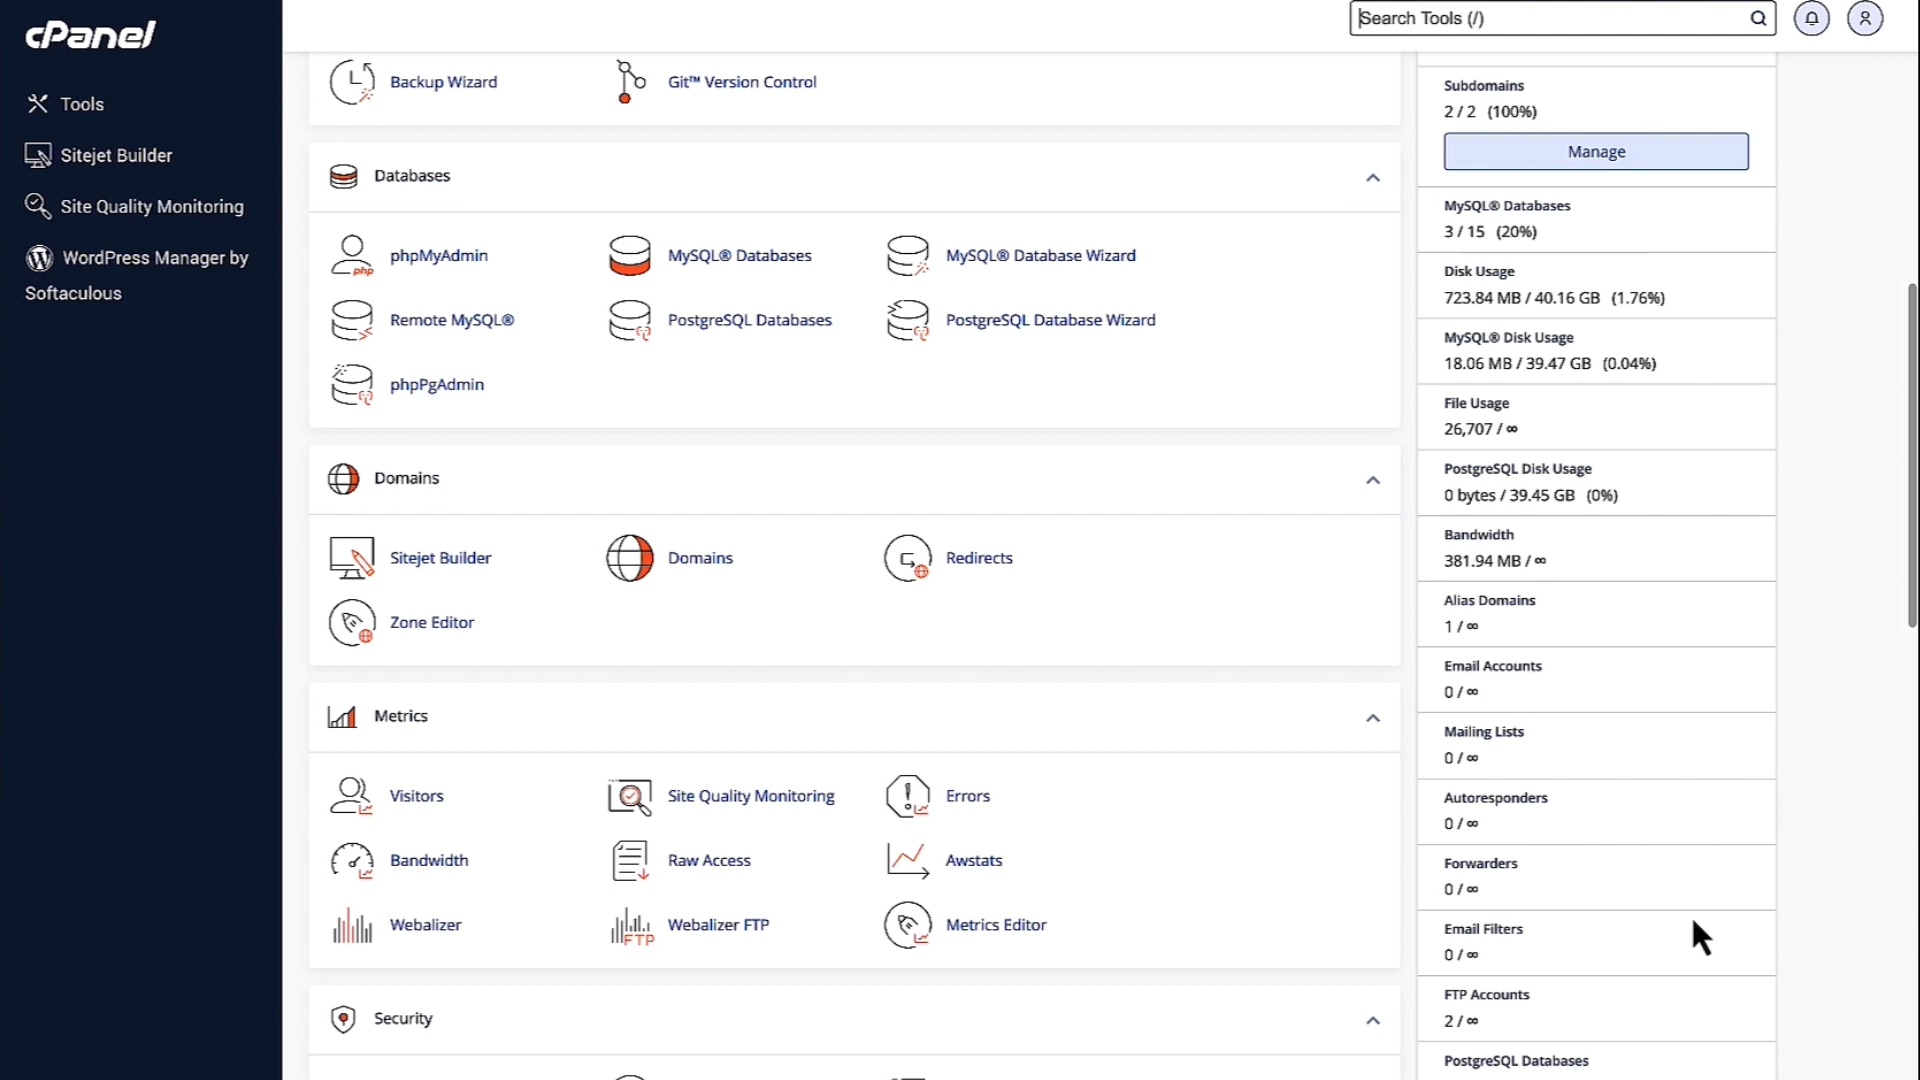 cPanel
Search Tools (/)
Tools
Sitejet Builder
Site Quality Monitoring
WordPress Manager by
Softaculous
Backup Wizard
Git™ Version Control
Databases
phpMyAdmin
MySQL® Databases
MySQL® Database Wizard
Remote MySQL®
PostgreSQL Databases
PostgreSQL Database Wizard
phpPgAdmin
Domains
Sitejet Builder
Domains
Redirects
Zone Editor
Metrics
Visitors
Site Quality Monitoring
Errors
Bandwidth
Raw Access
Awstats
Webalizer
Webalizer FTP
Metrics Editor
Security
Subdomains
2 / 2 (100%)
Manage
MySQL® Databases
3 / 15 (20%)
Disk Usage
723.84 MB / 40.16 GB (1.76%)
MySQL® Disk Usage
18.06 MB / 39.47 GB (0.04%)
File Usage
26,707 / ∞
PostgreSQL Disk Usage
0 bytes / 39.45 GB (0%)
Bandwidth
381.94 MB / ∞
Alias Domains
1 / ∞
Email Accounts
0 / ∞
Mailing Lists
0 / ∞
Autoresponders
0 / ∞
Forwarders
0 / ∞
Email Filters
0 / ∞
FTP Accounts
2 / ∞
PostgreSQL Databases